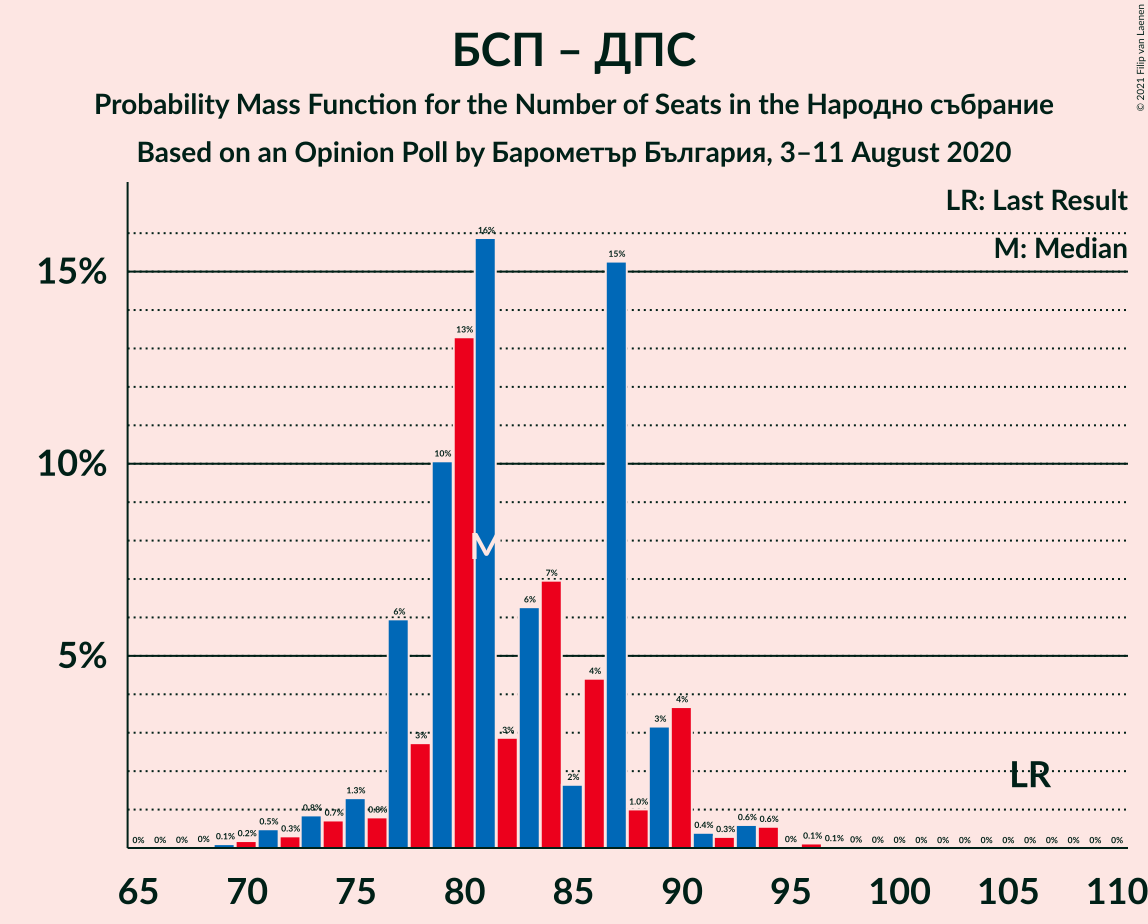 БСП – ДПС
Probability Mass Function for the Number of Seats in the Народно събрание
Based on an Opinion Poll by Барометър България, 3–11 August 2020
© 2021 Filip van Laenen
LR: Last Result
M: Median
15%
10%
5%
0% 0% 0% 0% 0.1% 0.2% 0.5% 0.3% 0.8% 0.7% 1.3% 0.8% 6% 3% 10% 13% 16% 3% 6% 7% 2% 4% 15% 1.0% 3% 4% 0.4% 0.3% 0.6% 0.6% 0% 0.1% 0.1% 0% 0% 0% 0% 0% 0% 0% 0% 0% 0% 0% 0% 0%
M
LR
65 70 75 80 85 90 95 100 105 110